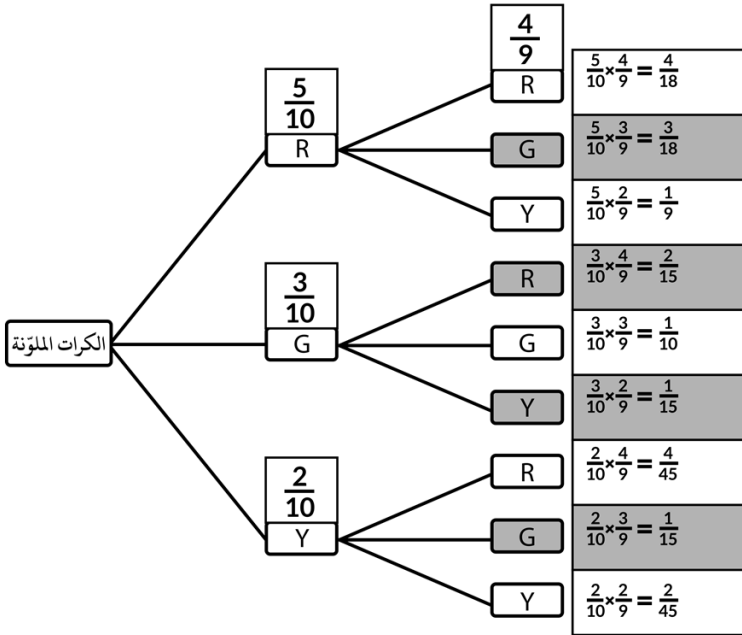 4/9
R
5/10 × 4/9 = 4/18
5/10
R
G
5/10 × 3/9 = 3/18
Y
5/10 × 2/9 = 1/9
R
3/10 × 4/9 = 2/15
3/10
الكرات الملوّنة
G
G
3/10 × 3/9 = 1/10
Y
3/10 × 2/9 = 1/15
R
2/10 × 4/9 = 4/45
2/10
Y
G
2/10 × 3/9 = 1/15
Y
2/10 × 2/9 = 2/45